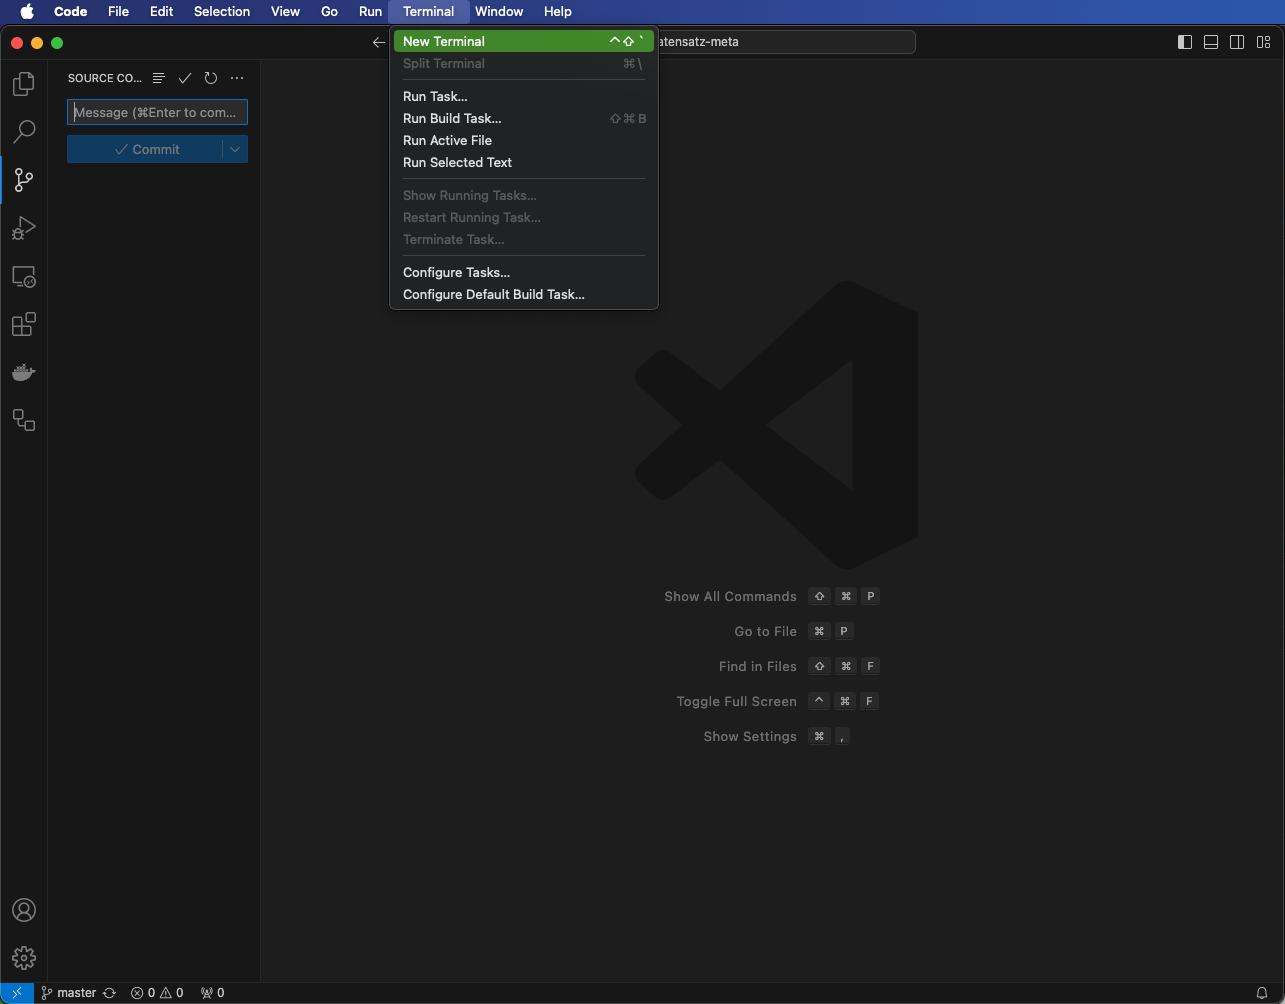 Code File Edit Selection View Go Run Terminal Window Help
atensatz-meta
New Terminal ^⇧`
Split Terminal ⌘\
Run Task...
Run Build Task... ⇧⌘B
Run Active File
Run Selected Text
Show Running Tasks...
Restart Running Task...
Terminate Task...
Configure Tasks...
Configure Default Build Task...
SOURCE CO...
Message (⌘Enter to com...
Commit
Show All Commands ⇧ ⌘ P
Go to File ⌘ P
Find in Files ⇧ ⌘ F
Toggle Full Screen ^ ⌘ F
Show Settings ⌘ ,
master 0 0 0